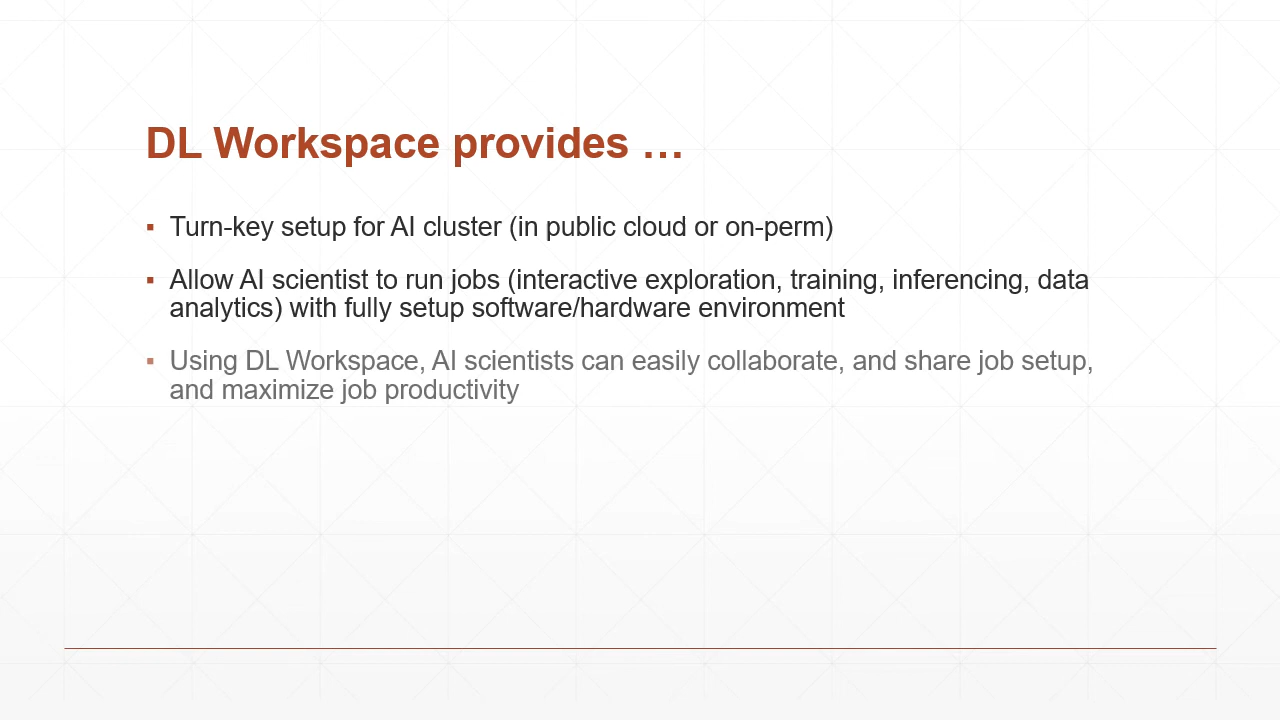 DL Workspace provides …
▪ Turn-key setup for AI cluster (in public cloud or on-perm)
▪ Allow AI scientist to run jobs (interactive exploration, training, inferencing, data
analytics) with fully setup software/hardware environment
▪ Using DL Workspace, AI scientists can easily collaborate, and share job setup,
and maximize job productivity